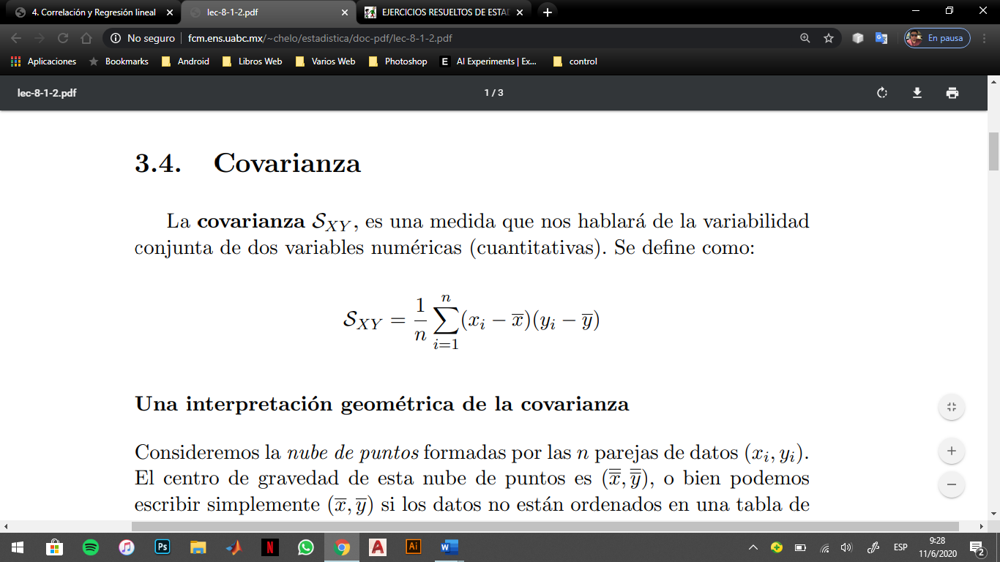 4. Correlación y Regresión lineal
lec-8-1-2.pdf
EJERCICIOS RESUELTOS DE ESTA
No seguro | fcm.ens.uabc.mx/~chelo/estadistica/doc-pdf/lec-8-1-2.pdf
En pausa
Aplicaciones Bookmarks Android Libros Web Varios Web Photoshop E AI Experiments | Ex... control
lec-8-1-2.pdf 1 / 3
3.4. Covarianza
La covarianza S_{XY}, es una medida que nos hablará de la variabilidad
conjunta de dos variables numéricas (cuantitativas). Se define como:
S_{XY} = \frac{1}{n} \sum_{i=1}^{n} (x_i − \overline{x})(y_i − \overline{y})
Una interpretación geométrica de la covarianza
Consideremos la nube de puntos formadas por las n parejas de datos (x_i, y_i).
El centro de gravedad de esta nube de puntos es (\overline{\overline{x}}, \overline{\overline{y}}), o bien podemos
escribir simplemente (\overline{x}, \overline{y}) si los datos no están ordenados en una tabla de
Ps N A Ai W ESP 9:28
11/6/2020 2